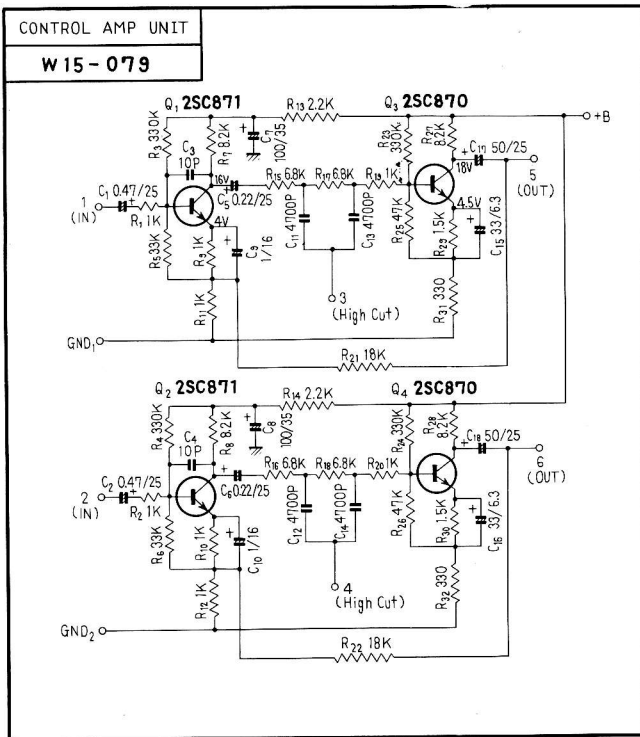 CONTROL AMP UNIT
W15-079
Q1 2SC871
R13 2.2K
Q3 2SC870
+B
R3 330K
C3
10P
R7 8.2K
C7
100/35
R23
330K
R27
8.2K
C17 50/25
5
(OUT)
1
(IN)
C1 0.47/25
R1 1K
16V
C5 0.22/25
R15 6.8K
R17 6.8K
R19 1K
18V
4V
4.5V
R5 33K
R9 1K
C9
1/16
C11 4700P
C13 4700P
R25 47K
R29 1.5K
C15 33/6.3
R11 1K
3
(High Cut)
R31 330
GND1
R21 18K
Q2 2SC871
R14 2.2K
Q4 2SC870
R4 330K
C4
10P
R8 8.2K
C8
100/35
R24 330K
R28
8.2K
C18 50/25
6
(OUT)
2
(IN)
C2 0.47/25
R2 1K
C6 0.22/25
R16 6.8K
R18 6.8K
R20 1K
R6 33K
R10 1K
C10 1/16
C12 4700P
C14 4700P
R26 47K
R30 1.5K
C16 33/6.3
R12 1K
4
(High Cut)
R32 330
GND2
R22 18K